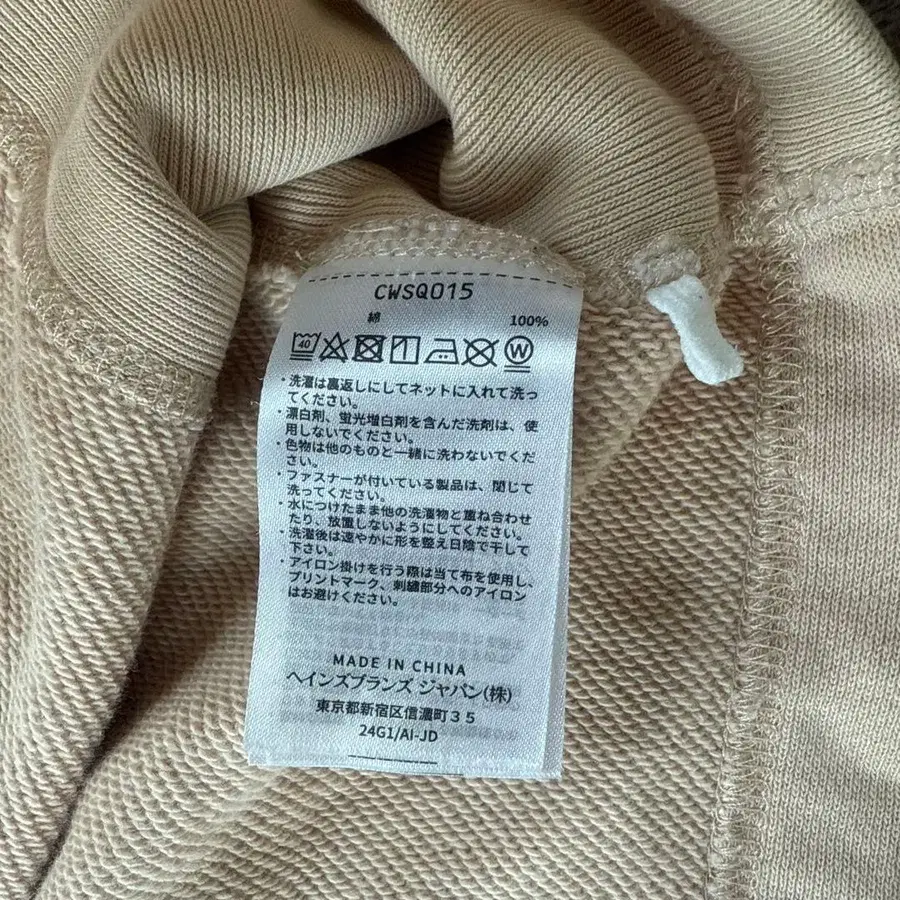 CWSQ015
綿 100%
40 W
・洗濯は裏返しにしてネットに入れて洗っ
てください。
・漂白剤、蛍光増白剤を含んだ洗剤は、使
用しないでください。
・色物は他のものと一緒に洗わないでくだ
さい。
・ファスナーが付いている製品は、閉じて
洗ってください。
・水につけたまま他の洗濯物と重ね合わせ
たり、放置しないようにしてください。
・洗濯後は速やかに形を整え日陰で干して
下さい。
・アイロン掛けを行う際は当て布を使用し、
プリントマーク、刺繍部分へのアイロン
はお避けください。
MADE IN CHINA
ヘインズブランズ ジャパン(株)
東京都新宿区信濃町35
24G1/AI-JD